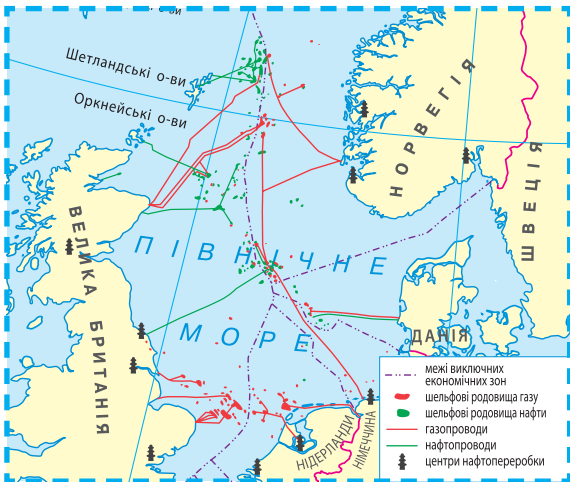 Шетландські о-ви
Оркнейські о-ви
НОРВЕГІЯ
ШВЕЦІЯ
ВЕЛИКА БРИТАНІЯ
ПІВНІЧНЕ
МОРЕ
ДАНІЯ
НІДЕРЛАНДИ
НІМЕЧЧИНА
межі виключних
економічних зон
шельфові родовища газу
шельфові родовища нафти
газопроводи
нафтопроводи
центри нафтопереробки